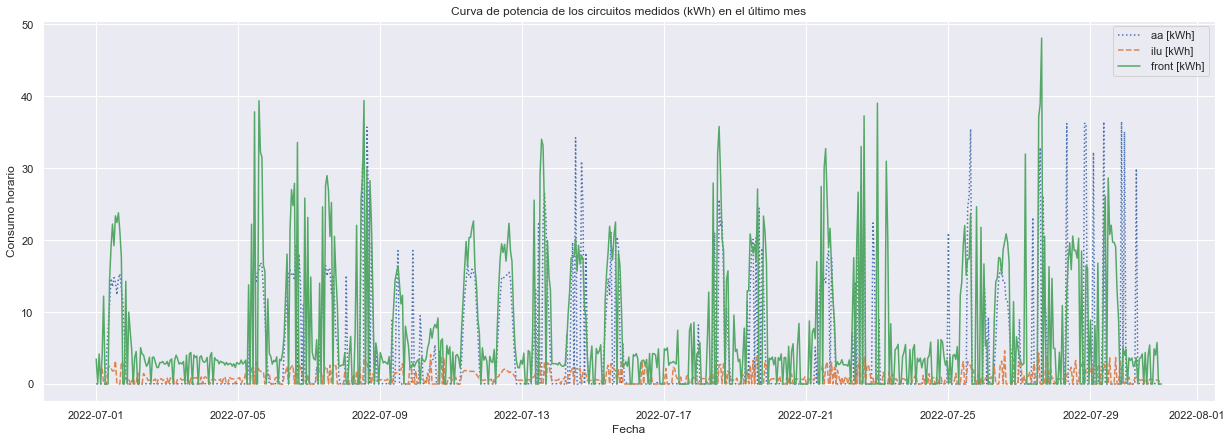 Curva de potencia de los circuitos medidos (kWh) en el último mes
aa [kWh]
ilu [kWh]
front [kWh]
Consumo horario
50
40
30
20
10
0
2022-07-01 2022-07-05 2022-07-09 2022-07-13 2022-07-17 2022-07-21 2022-07-25 2022-07-29 2022-08-01
Fecha